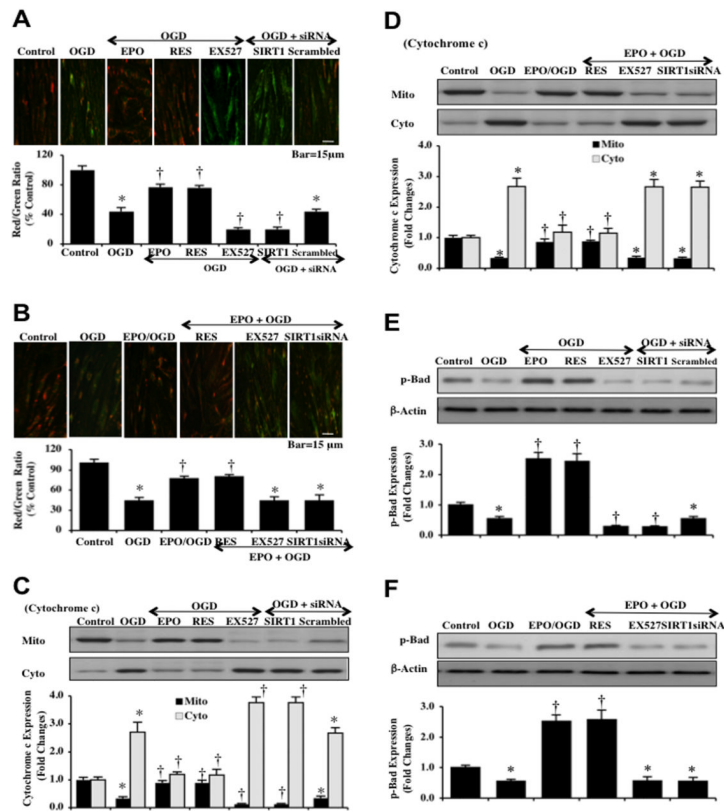 A
OGD OGD + siRNA
Control OGD EPO RES EX527 SIRT1 Scrambled
Bar=15µm
Red/Green Ratio
(% Control)
120
80
40
0
Control OGD EPO RES EX527 SIRT1 Scrambled
OGD OGD + siRNA
* † † † † *
B
EPO + OGD
Control OGD EPO/OGD RES EX527 SIRT1siRNA
Bar=15 µm
Red/Green Ratio
(% Control)
120
90
60
30
0
* † † * *
Control OGD EPO/OGD RES EX527 SIRT1siRNA
EPO + OGD
C
(Cytochrome c)
OGD OGD + siRNA
Control OGD EPO RES EX527 SIRT1 Scrambled
Mito
Cyto
Cytochrome c Expression
(Fold Changes)
4.0
3.0
2.0
1.0
0.0
Mito
Cyto
* * † † † † † † † † * *
D
(Cytochrome c)
EPO + OGD
Control OGD EPO/OGD RES EX527 SIRT1siRNA
Mito
Cyto
Cytochrome c Expression
(Fold Changes)
4.0
3.0
2.0
1.0
0.0
Mito
Cyto
* * † † † † * * * *
E
OGD OGD + siRNA
Control OGD EPO RES EX527 SIRT1 Scrambled
p-Bad
β-Actin
p-Bad Expression
(Fold Changes)
3.0
2.0
1.0
0.0
* † † † † *
F
EPO + OGD
Control OGD EPO/OGD RES EX527SIRT1siRNA
p-Bad
β-Actin
p-Bad Expression
(Fold Changes)
3.0
2.0
1.0
0.0
* † † * *